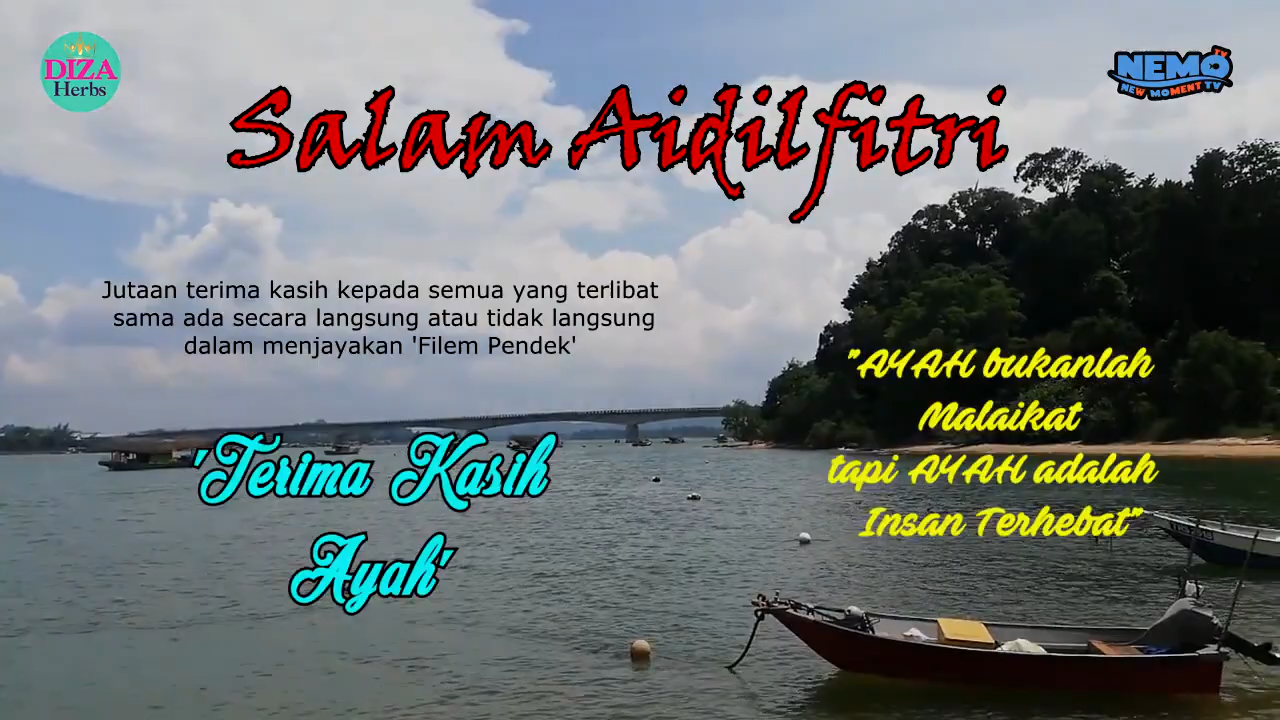 DIZA
Herbs
NEMO TV
NEW MOMENT TV
Salam Aidilfitri
Jutaan terima kasih kepada semua yang terlibat
sama ada secara langsung atau tidak langsung
dalam menjayakan 'Filem Pendek'
'Terima Kasih
Ayah'
"AYAH bukanlah
Malaikat
tapi AYAH adalah
Insan Terhebat"